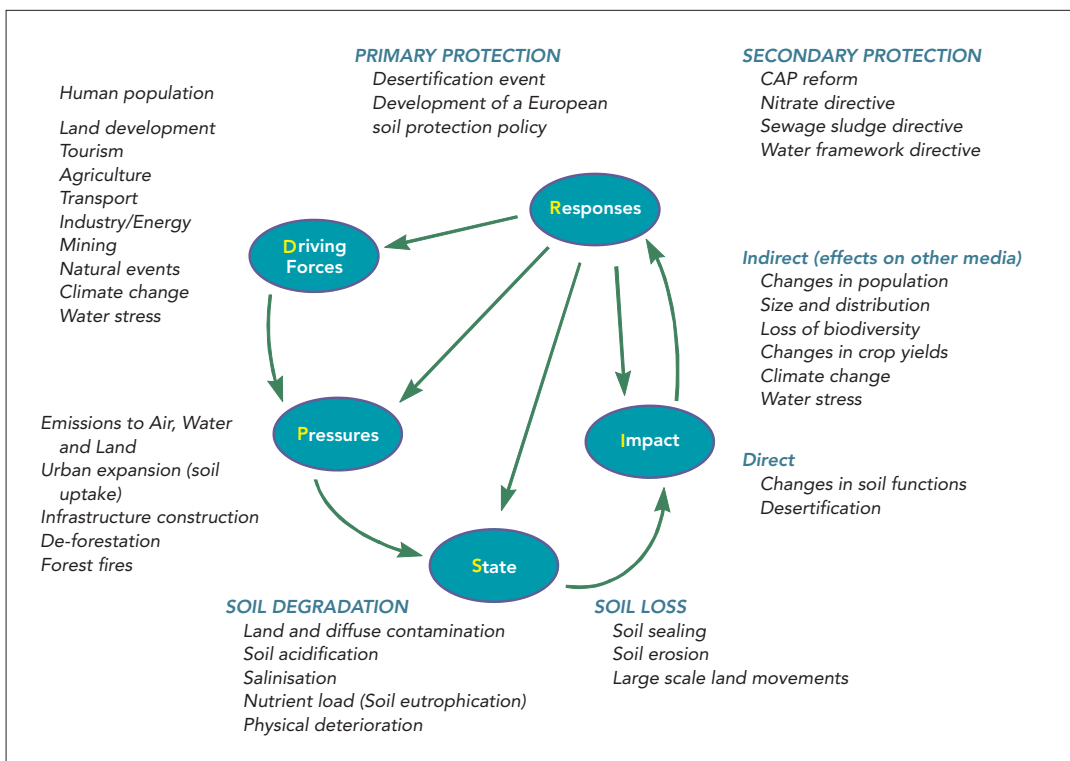 PRIMARY PROTECTION
Desertification event
Development of a European
soil protection policy
SECONDARY PROTECTION
CAP reform
Nitrate directive
Sewage sludge directive
Water framework directive
Human population
Land development
Tourism
Agriculture
Transport
Industry/Energy
Mining
Natural events
Climate change
Water stress
Responses
Driving
Forces
Indirect (effects on other media)
Changes in population
Size and distribution
Loss of biodiversity
Changes in crop yields
Climate change
Water stress
Emissions to Air, Water
and Land
Urban expansion (soil
uptake)
Infrastructure construction
De-forestation
Forest fires
Pressures
Impact
Direct
Changes in soil functions
Desertification
State
SOIL DEGRADATION
Land and diffuse contamination
Soil acidification
Salinisation
Nutrient load (Soil eutrophication)
Physical deterioration
SOIL LOSS
Soil sealing
Soil erosion
Large scale land movements